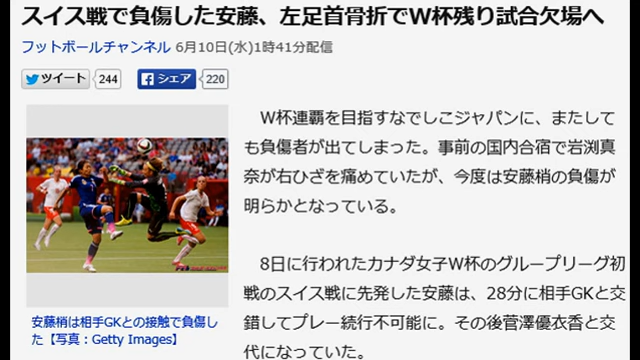 スイス戦で負傷した安藤、左足首骨折でW杯残り試合欠場へ
フットボールチャンネル 6月10日(水)1時41分配信
ツイート 244 シェア 220
W杯連覇を目指すなでしこジャパンに、またして
も負傷者が出てしまった。事前の国内合宿で岩渕真
奈が右ひざを痛めていたが、今度は安藤梢の負傷が
明らかとなっている。
8日に行われたカナダ女子W杯のグループリーグ初
戦のスイス戦に先発した安藤は、28分に相手GKと交
錯してプレー続行不可能に。その後菅澤優衣香と交
代になっていた。
安藤梢は相手GKとの接触で負傷し
た【写真：Getty Images】